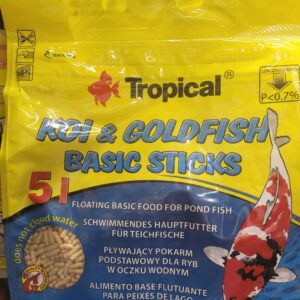 Tropical®
P<0.7%
KOI & GOLDFISH
BASIC STICKS
5l
FLOATING BASIC FOOD FOR POND FISH
does not cloud water
SCHWIMMENDES HAUPTFUTTER
FÜR TEICHFISCHE
PŁYWAJĄCY POKARM
PODSTAWOWY DLA RYB
W OCZKU WODNYM
ALIMENTO BASE FLUTUANTE
PARA PEIXES DE LAGO